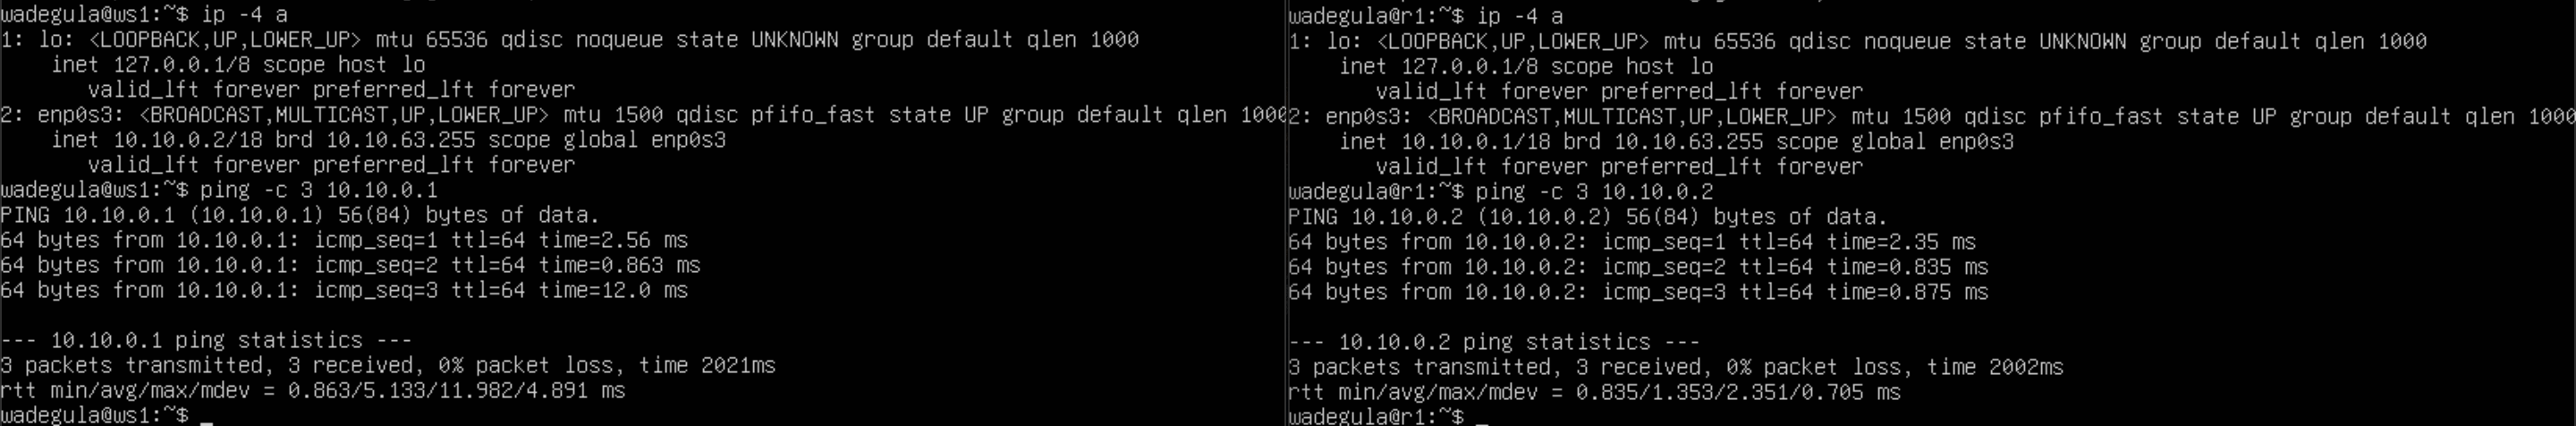 wadegula@ws1:~$ ip -4 a
1: lo: <LOOPBACK,UP,LOWER_UP> mtu 65536 qdisc noqueue state UNKNOWN group default qlen 1000
    inet 127.0.0.1/8 scope host lo
       valid_lft forever preferred_lft forever
2: enp0s3: <BROADCAST,MULTICAST,UP,LOWER_UP> mtu 1500 qdisc pfifo_fast state UP group default qlen 1000
    inet 10.10.0.2/18 brd 10.10.63.255 scope global enp0s3
       valid_lft forever preferred_lft forever
wadegula@ws1:~$ ping -c 3 10.10.0.1
PING 10.10.0.1 (10.10.0.1) 56(84) bytes of data.
64 bytes from 10.10.0.1: icmp_seq=1 ttl=64 time=2.56 ms
64 bytes from 10.10.0.1: icmp_seq=2 ttl=64 time=0.863 ms
64 bytes from 10.10.0.1: icmp_seq=3 ttl=64 time=12.0 ms

--- 10.10.0.1 ping statistics ---
3 packets transmitted, 3 received, 0% packet loss, time 2021ms
rtt min/avg/max/mdev = 0.863/5.133/11.982/4.891 ms
wadegula@ws1:~$ _
wadegula@r1:~$ ip -4 a
1: lo: <LOOPBACK,UP,LOWER_UP> mtu 65536 qdisc noqueue state UNKNOWN group default qlen 1000
    inet 127.0.0.1/8 scope host lo
       valid_lft forever preferred_lft forever
2: enp0s3: <BROADCAST,MULTICAST,UP,LOWER_UP> mtu 1500 qdisc pfifo_fast state UP group default qlen 1000
    inet 10.10.0.1/18 brd 10.10.63.255 scope global enp0s3
       valid_lft forever preferred_lft forever
wadegula@r1:~$ ping -c 3 10.10.0.2
PING 10.10.0.2 (10.10.0.2) 56(84) bytes of data.
64 bytes from 10.10.0.2: icmp_seq=1 ttl=64 time=2.35 ms
64 bytes from 10.10.0.2: icmp_seq=2 ttl=64 time=0.835 ms
64 bytes from 10.10.0.2: icmp_seq=3 ttl=64 time=0.875 ms

--- 10.10.0.2 ping statistics ---
3 packets transmitted, 3 received, 0% packet loss, time 2002ms
rtt min/avg/max/mdev = 0.835/1.353/2.351/0.705 ms
wadegula@r1:~$ _